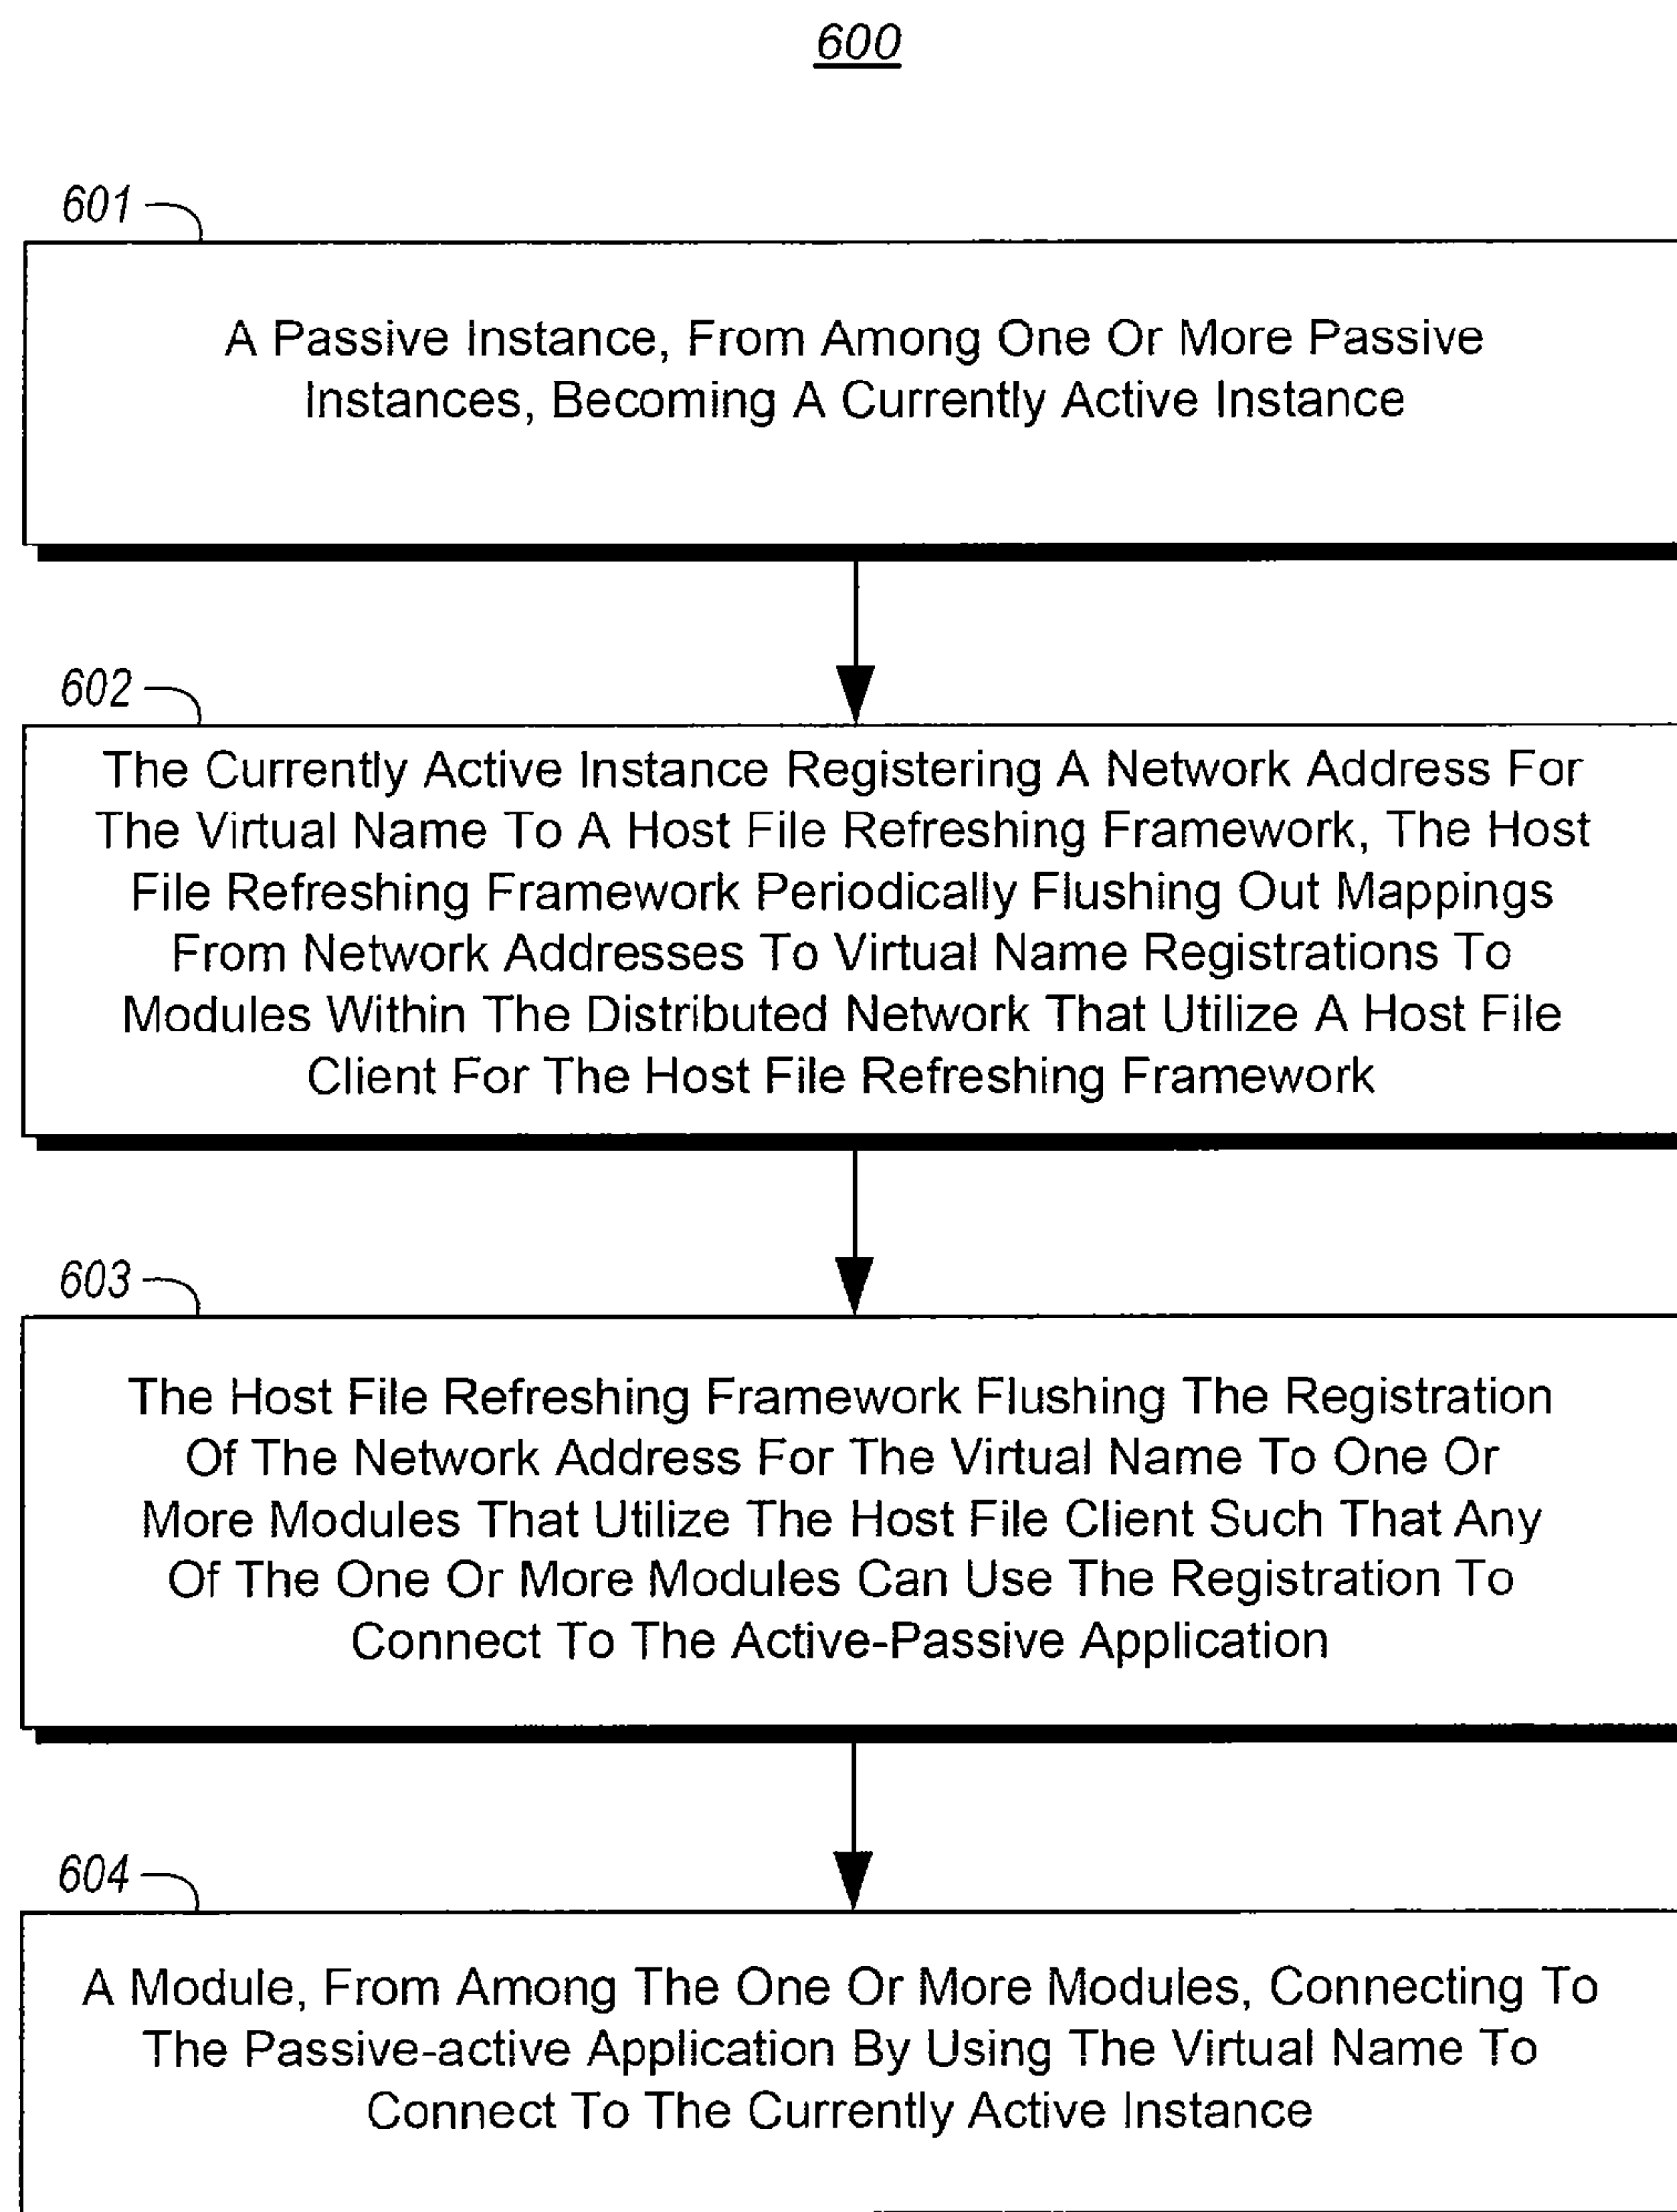 600
601
A Passive Instance, From Among One Or More Passive
Instances, Becoming A Currently Active Instance
602
The Currently Active Instance Registering A Network Address For
The Virtual Name To A Host File Refreshing Framework, The Host
File Refreshing Framework Periodically Flushing Out Mappings
From Network Addresses To Virtual Name Registrations To
Modules Within The Distributed Network That Utilize A Host File
Client For The Host File Refreshing Framework
603
The Host File Refreshing Framework Flushing The Registration
Of The Network Address For The Virtual Name To One Or
More Modules That Utilize The Host File Client Such That Any
Of The One Or More Modules Can Use The Registration To
Connect To The Active-Passive Application
604
A Module, From Among The One Or More Modules, Connecting To
The Passive-active Application By Using The Virtual Name To
Connect To The Currently Active Instance